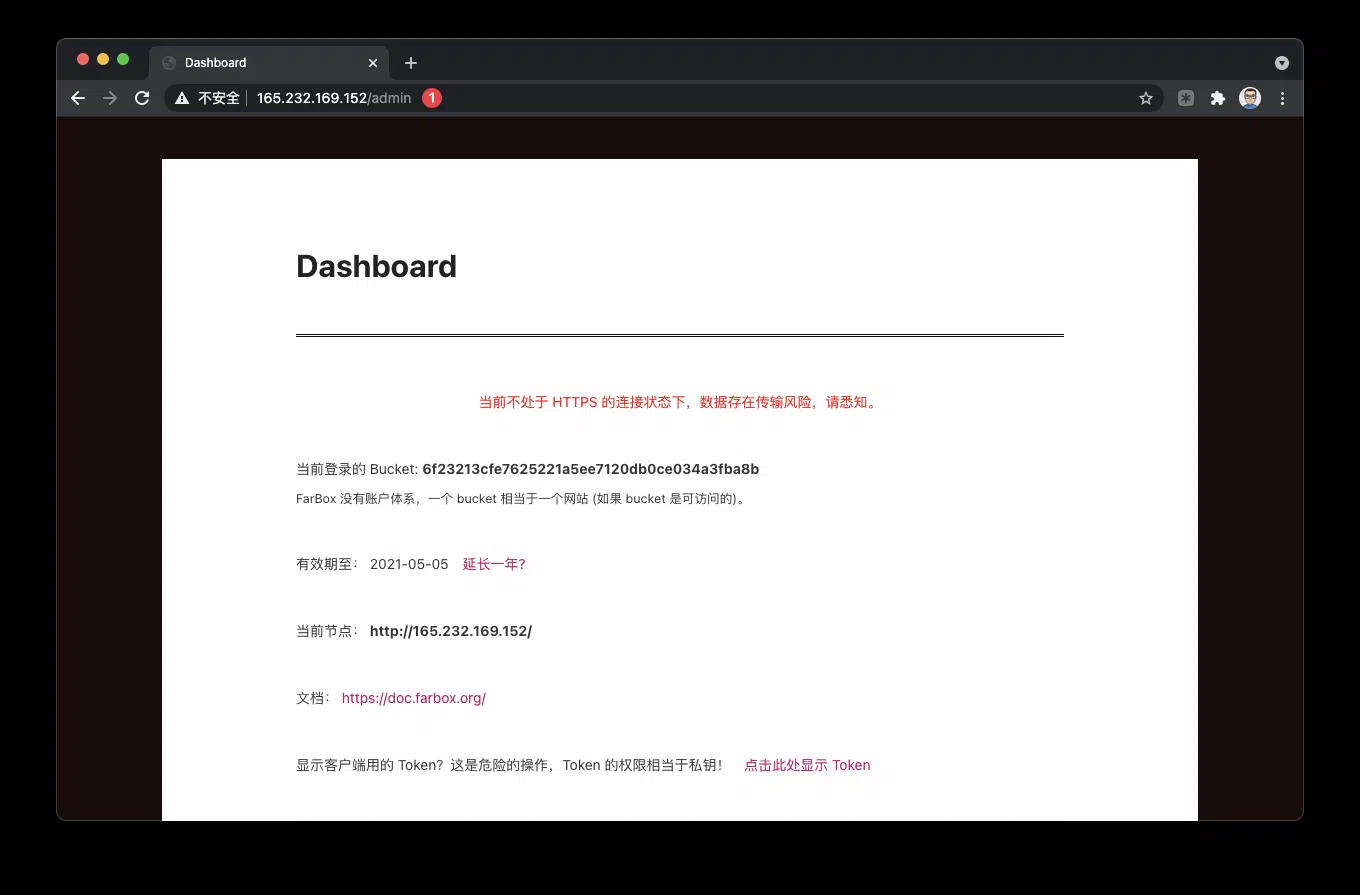 Dashboard
不安全 165.232.169.152/admin 1
Dashboard
当前不处于 HTTPS 的连接状态下，数据存在传输风险，请悉知。
当前登录的 Bucket: 6f23213cfe7625221a5ee7120db0ce034a3fba8b
FarBox 没有账户体系，一个 bucket 相当于一个网站 (如果 bucket 是可访问的)。
有效期至： 2021-05-05 延长一年?
当前节点： http://165.232.169.152/
文档： https://doc.farbox.org/
显示客户端用的 Token？这是危险的操作，Token 的权限相当于私钥！ 点击此处显示 Token